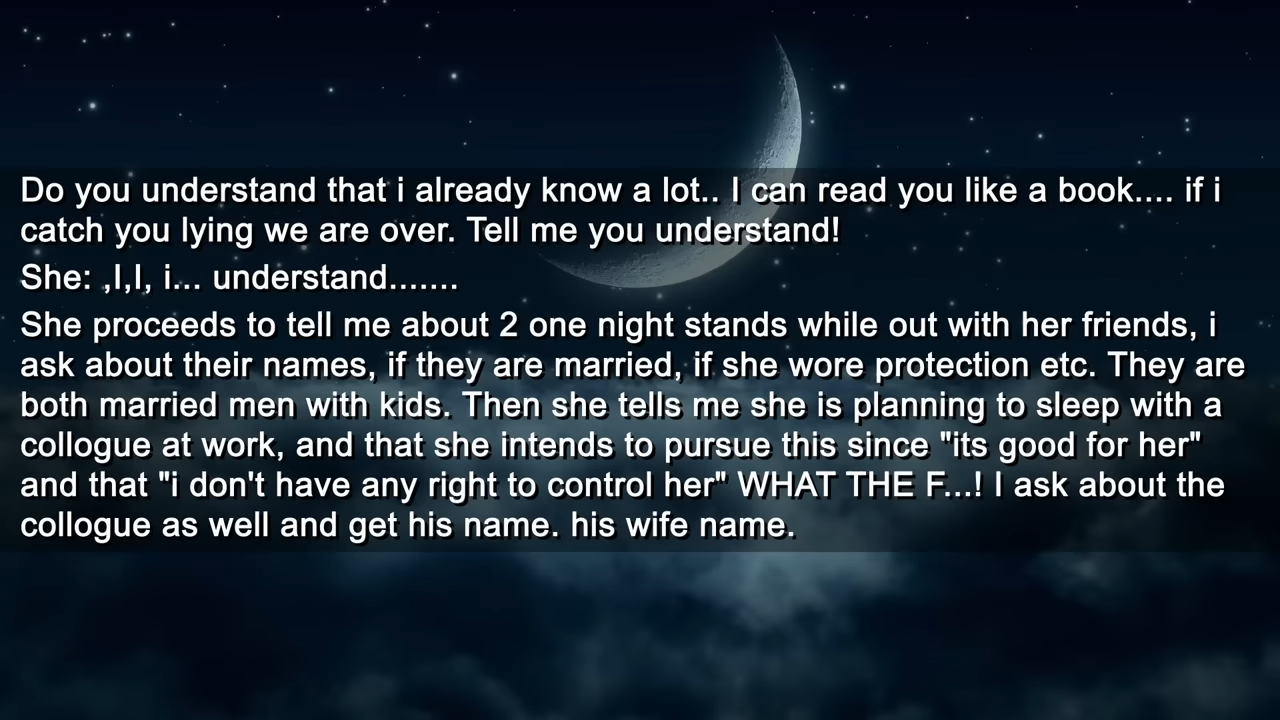 Do you understand that i already know a lot.. I can read you like a book.... if i
catch you lying we are over. Tell me you understand!
She: ,I,I, i... understand.......
She proceeds to tell me about 2 one night stands while out with her friends, i
ask about their names, if they are married, if she wore protection etc. They are
both married men with kids. Then she tells me she is planning to sleep with a
collogue at work, and that she intends to pursue this since "its good for her"
and that "i don't have any right to control her" WHAT THE F...! I ask about the
collogue as well and get his name. his wife name.